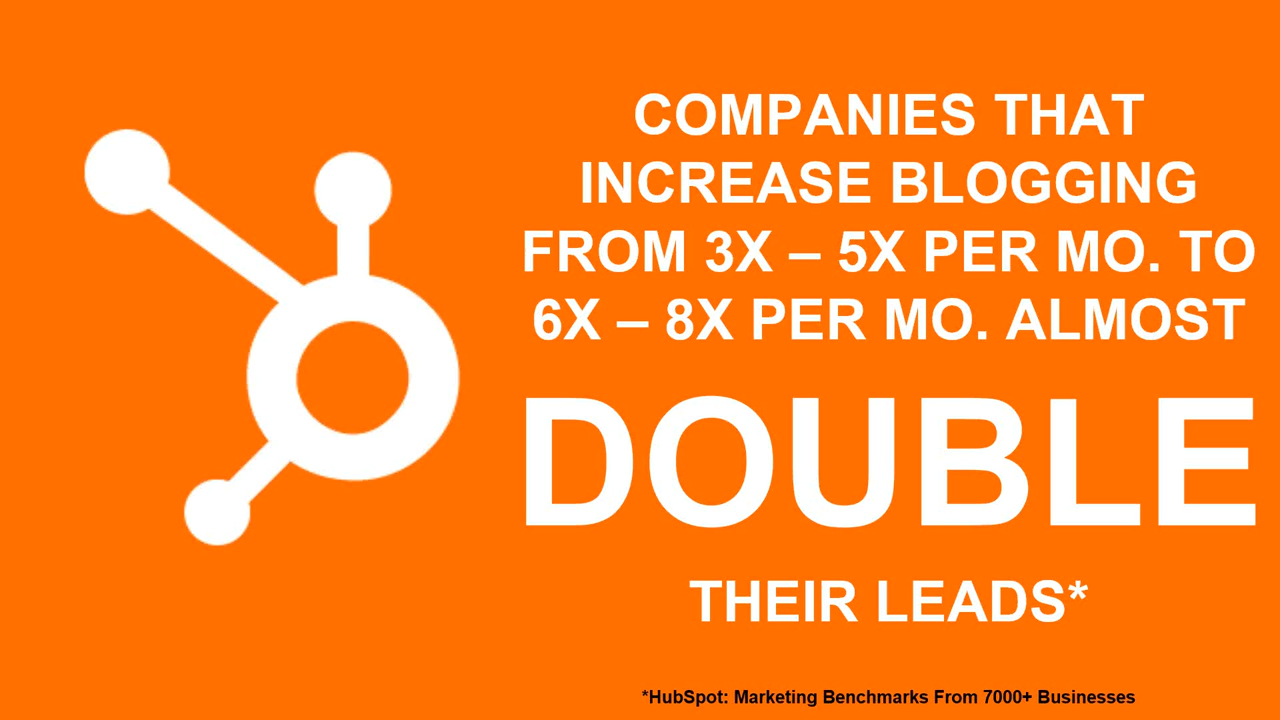 COMPANIES THAT
INCREASE BLOGGING
FROM 3X – 5X PER MO. TO
6X – 8X PER MO. ALMOST
DOUBLE
THEIR LEADS*
*HubSpot: Marketing Benchmarks From 7000+ Businesses